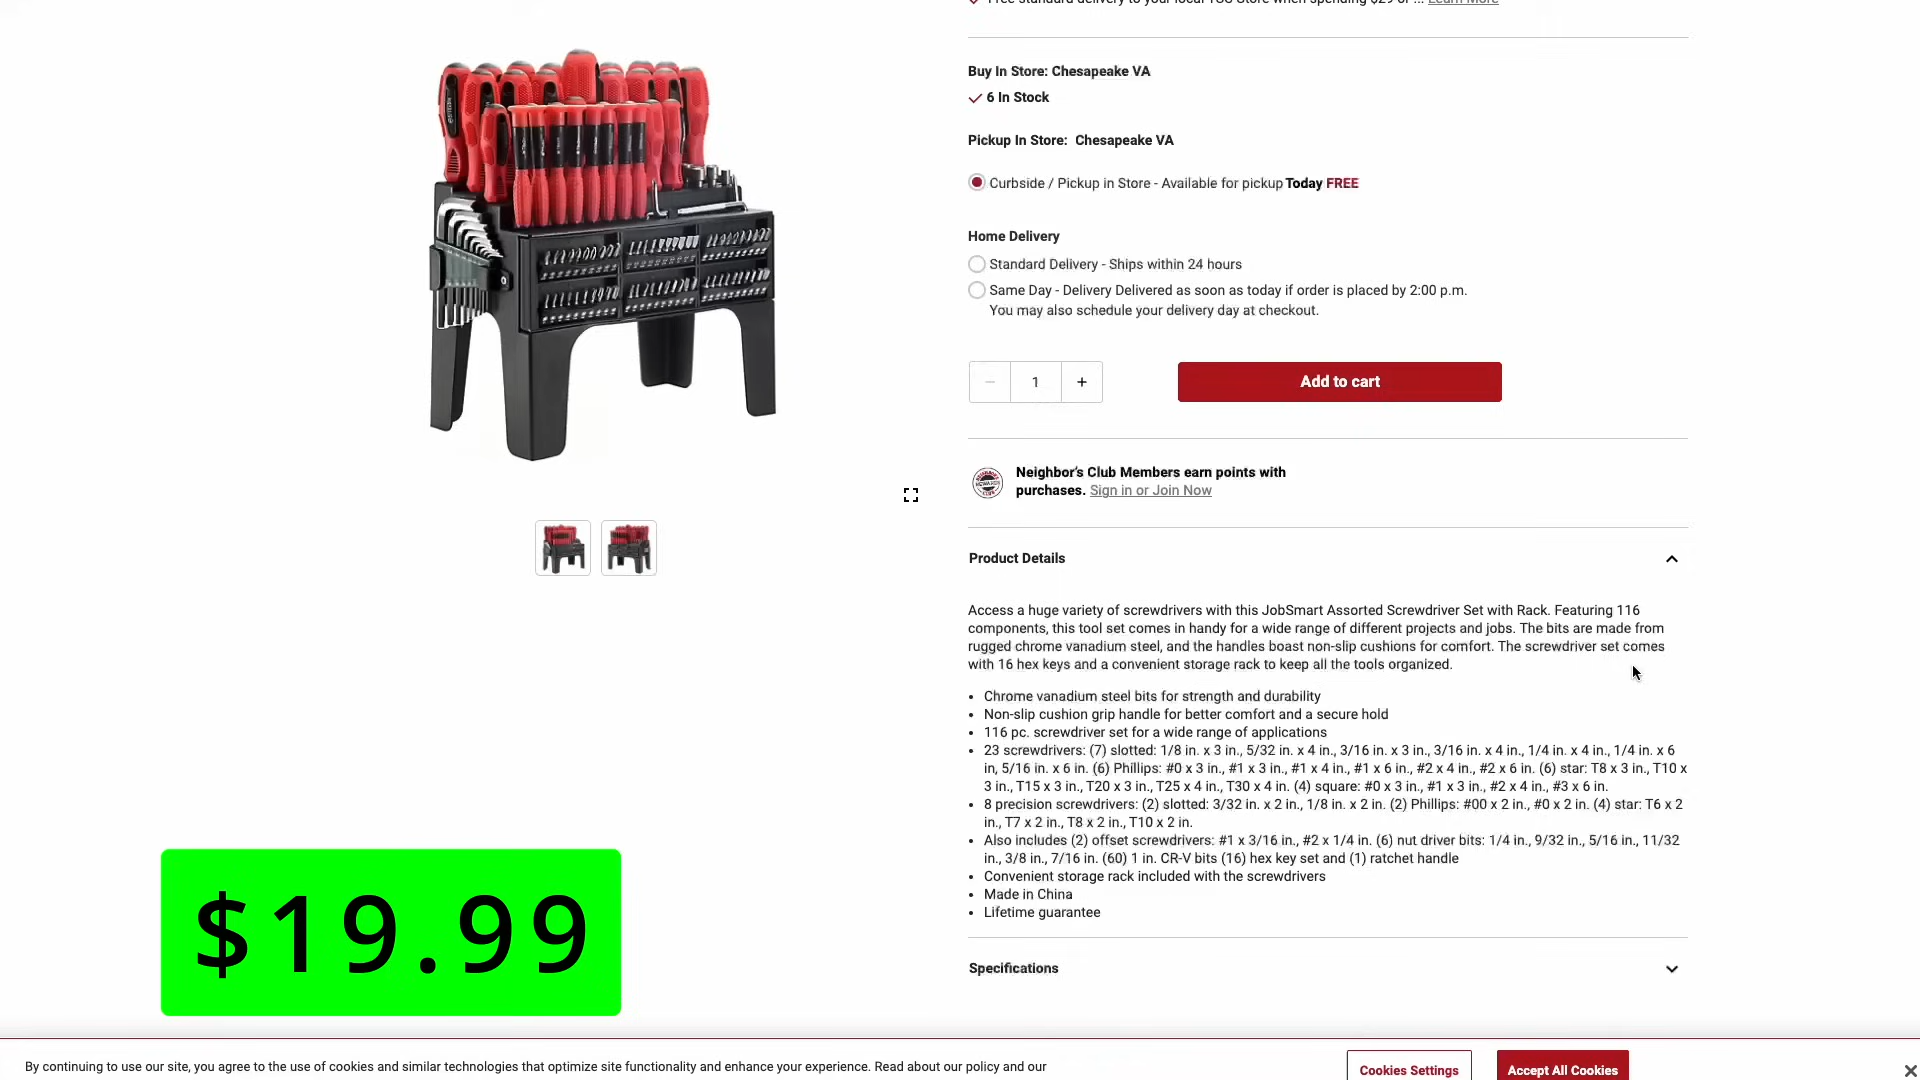 Free standard delivery to your local TSC Store when spending $29 or ... Learn More
Buy In Store: Chesapeake VA
6 In Stock
Pickup In Store: Chesapeake VA
Curbside / Pickup in Store - Available for pickup Today FREE
Home Delivery
Standard Delivery - Ships within 24 hours
Same Day - Delivery Delivered as soon as today if order is placed by 2:00 p.m.
You may also schedule your delivery day at checkout.
− 1 +
Add to cart
Neighbor's Club Members earn points with
purchases. Sign in or Join Now
Product Details
Access a huge variety of screwdrivers with this JobSmart Assorted Screwdriver Set with Rack. Featuring 116
components, this tool set comes in handy for a wide range of different projects and jobs. The bits are made from
rugged chrome vanadium steel, and the handles boast non-slip cushions for comfort. The screwdriver set comes
with 16 hex keys and a convenient storage rack to keep all the tools organized.
• Chrome vanadium steel bits for strength and durability
• Non-slip cushion grip handle for better comfort and a secure hold
• 116 pc. screwdriver set for a wide range of applications
• 23 screwdrivers: (7) slotted: 1/8 in. x 3 in., 5/32 in. x 4 in., 3/16 in. x 3 in., 3/16 in. x 4 in., 1/4 in. x 4 in., 1/4 in. x 6
in, 5/16 in. x 6 in. (6) Phillips: #0 x 3 in., #1 x 3 in., #1 x 4 in., #1 x 6 in., #2 x 4 in., #2 x 6 in. (6) star: T8 x 3 in., T10 x
3 in., T15 x 3 in., T20 x 3 in., T25 x 4 in., T30 x 4 in. (4) square: #0 x 3 in., #1 x 3 in., #2 x 4 in., #3 x 6 in.
• 8 precision screwdrivers: (2) slotted: 3/32 in. x 2 in., 1/8 in. x 2 in. (2) Phillips: #00 x 2 in., #0 x 2 in. (4) star: T6 x 2
in., T7 x 2 in., T8 x 2 in., T10 x 2 in.
• Also includes (2) offset screwdrivers: #1 x 3/16 in., #2 x 1/4 in. (6) nut driver bits: 1/4 in., 9/32 in., 5/16 in., 11/32
in., 3/8 in., 7/16 in. (60) 1 in. CR-V bits (16) hex key set and (1) ratchet handle
• Convenient storage rack included with the screwdrivers
• Made in China
• Lifetime guarantee
$19.99
Specifications
By continuing to use our site, you agree to the use of cookies and similar technologies that optimize site functionality and enhance your experience. Read about our policy and our
Cookies Settings
Accept All Cookies